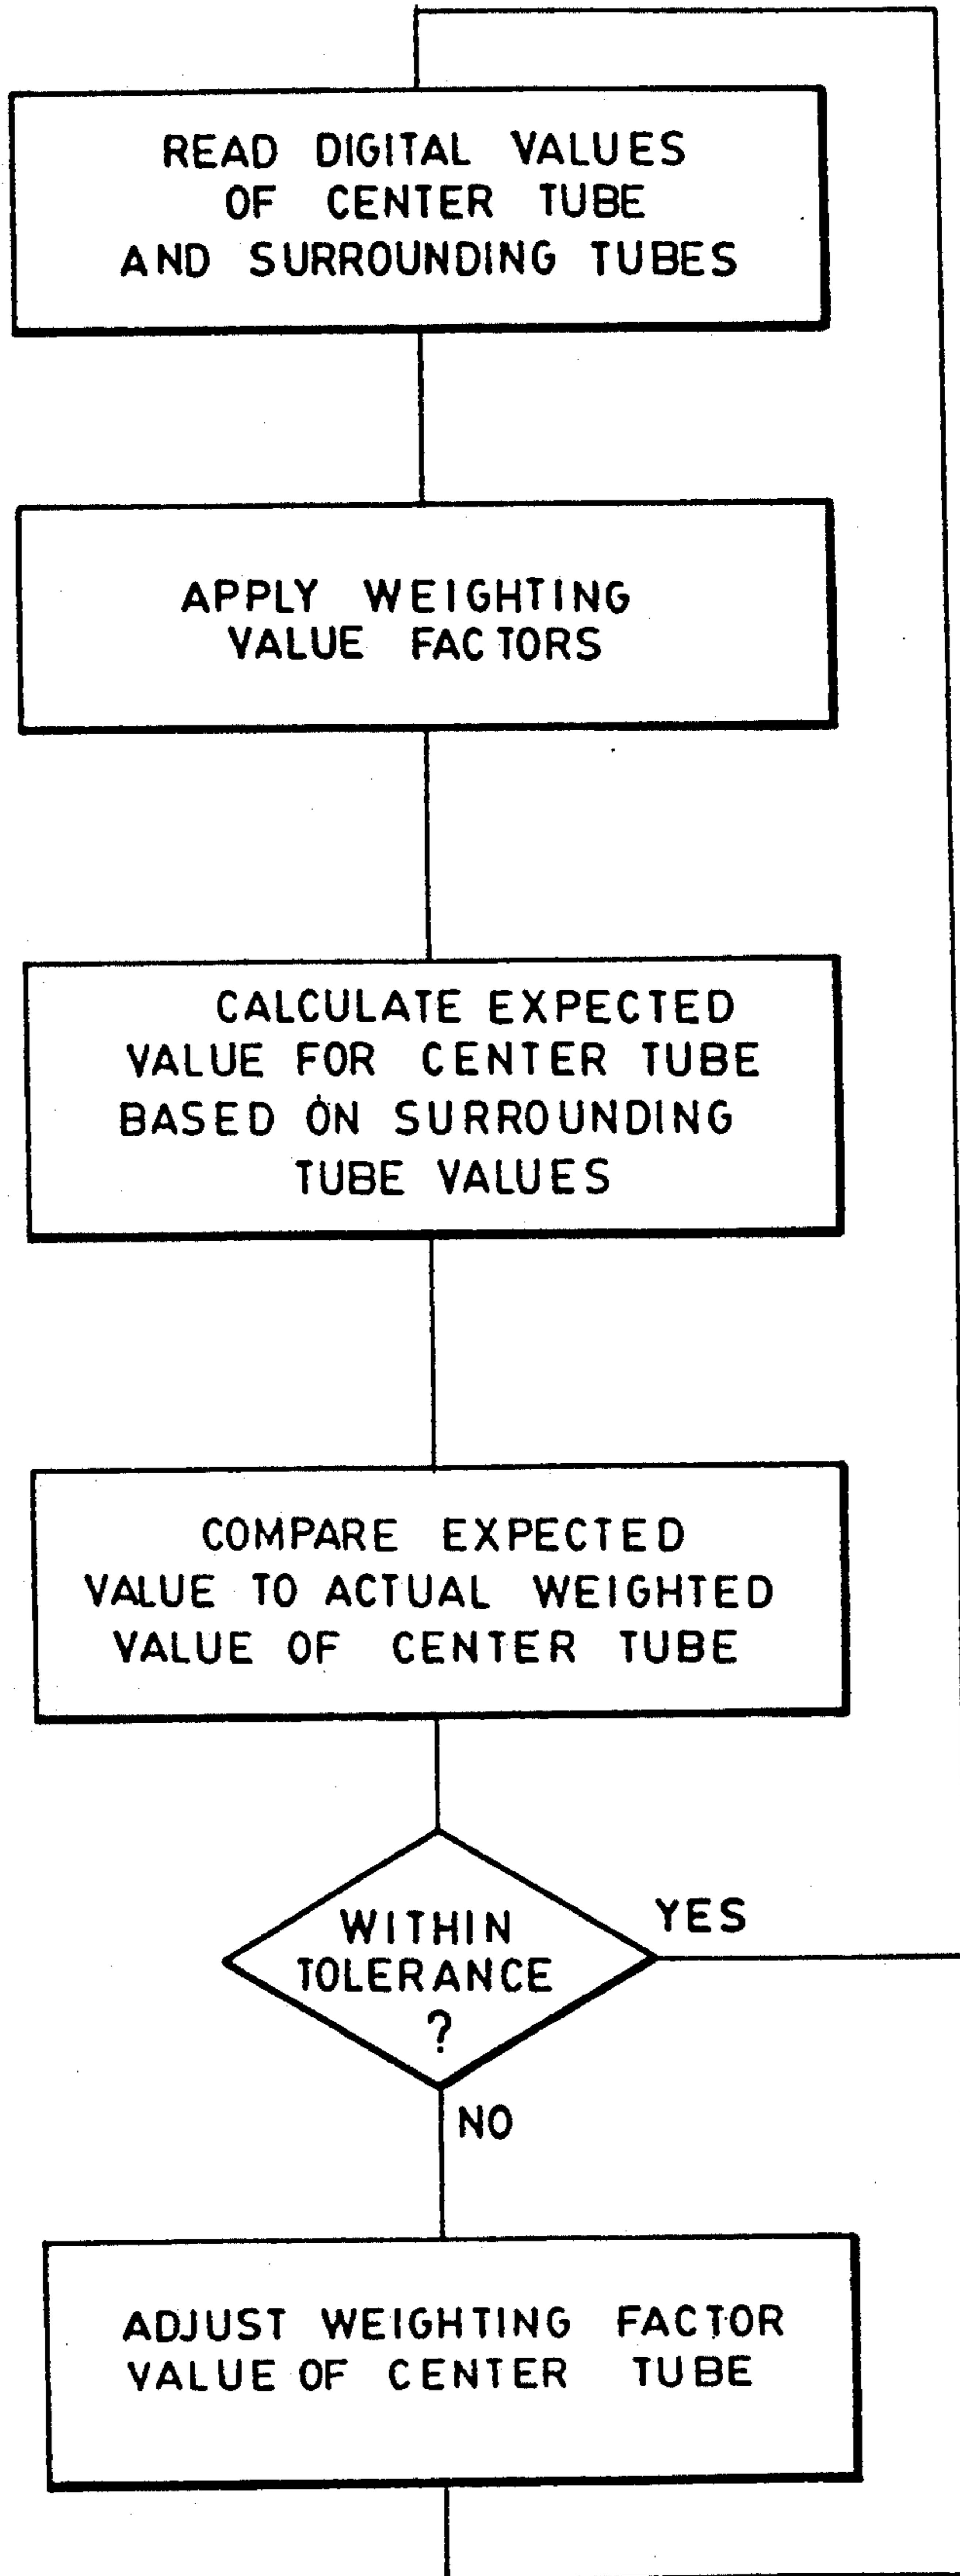 READ DIGITAL VALUES
OF CENTER TUBE
AND SURROUNDING TUBES
APPLY WEIGHTING
VALUE FACTORS
CALCULATE EXPECTED
VALUE FOR CENTER TUBE
BASED ON SURROUNDING
TUBE VALUES
COMPARE EXPECTED
VALUE TO ACTUAL WEIGHTED
VALUE OF CENTER TUBE
WITHIN
TOLERANCE
?
YES
NO
ADJUST WEIGHTING FACTOR
VALUE OF CENTER TUBE